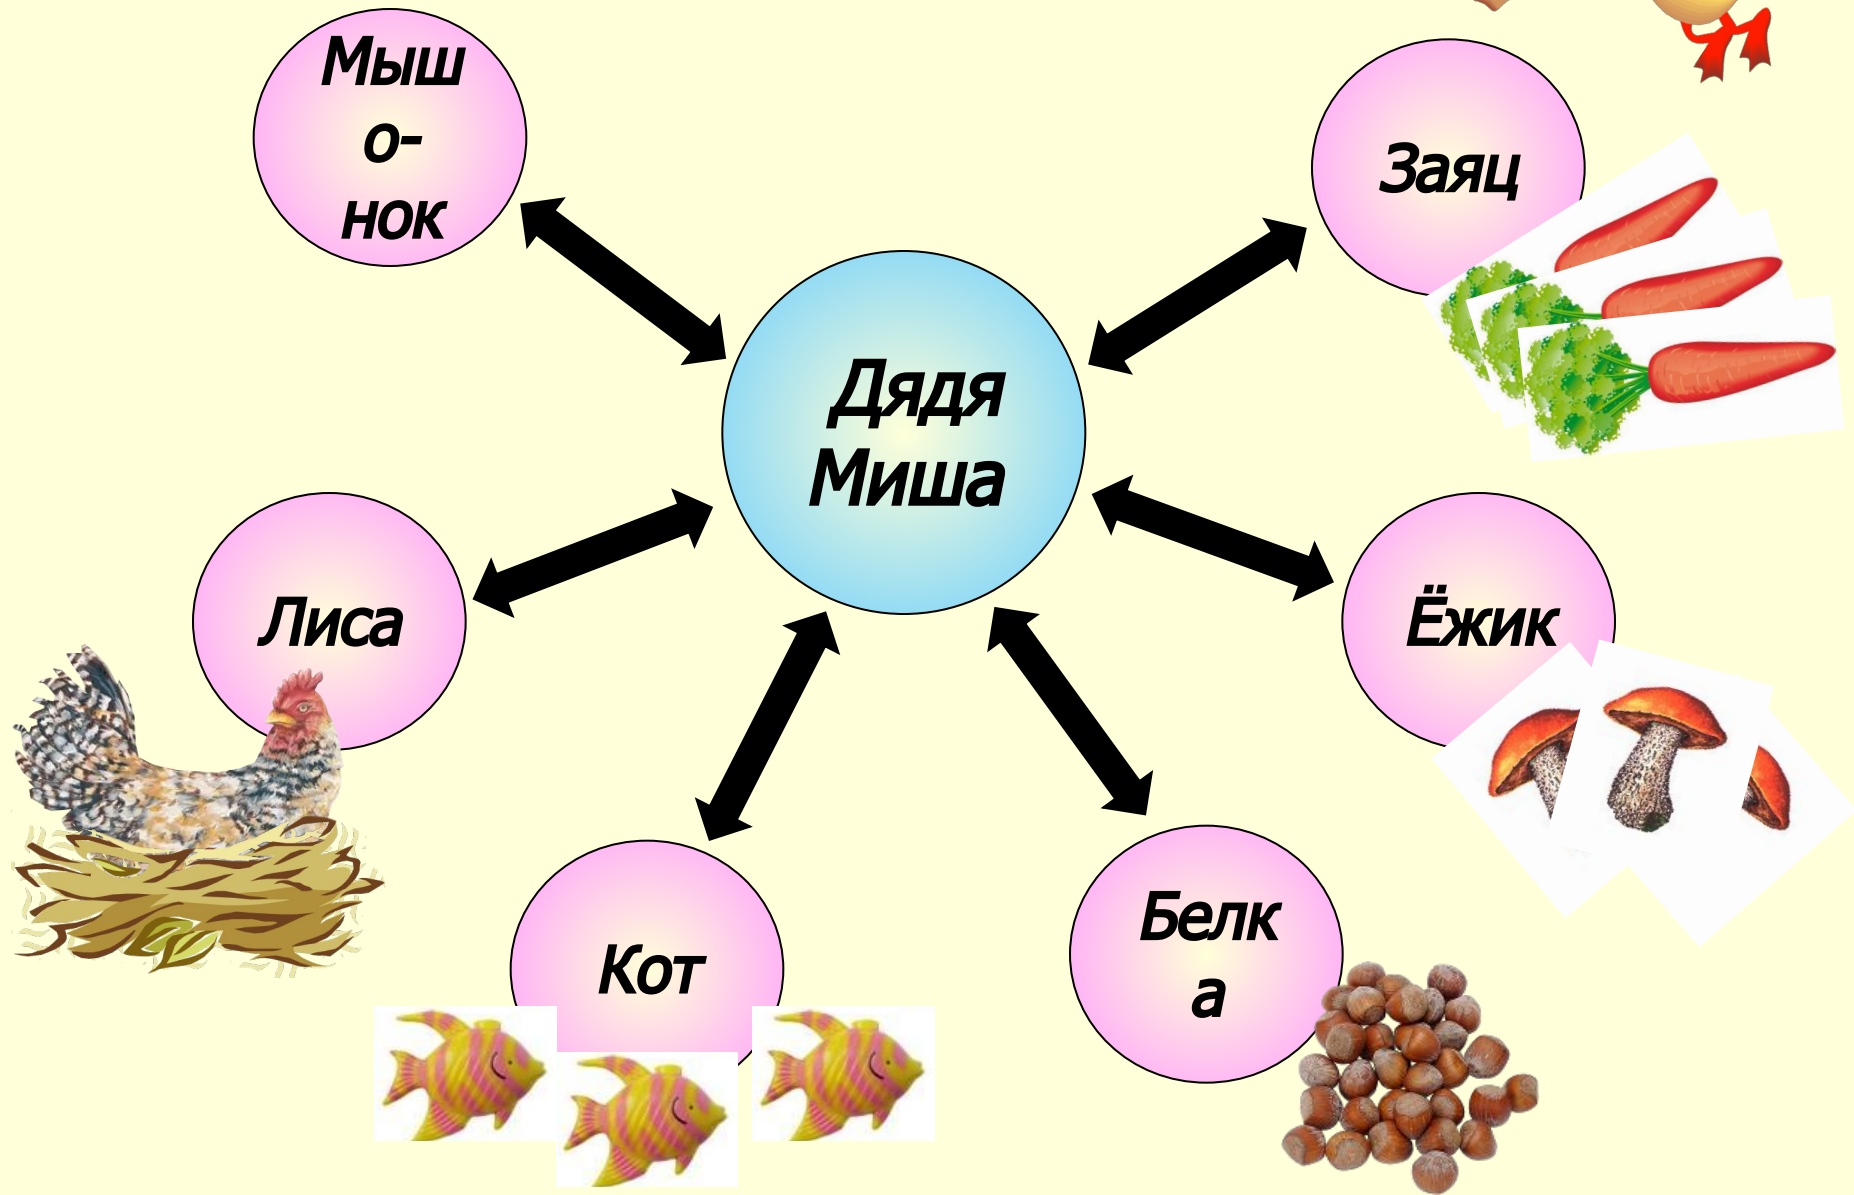 Мыш
о-
нок
Заяц
Дядя
Миша
Лиса
Ёжик
Кот
Белк
а